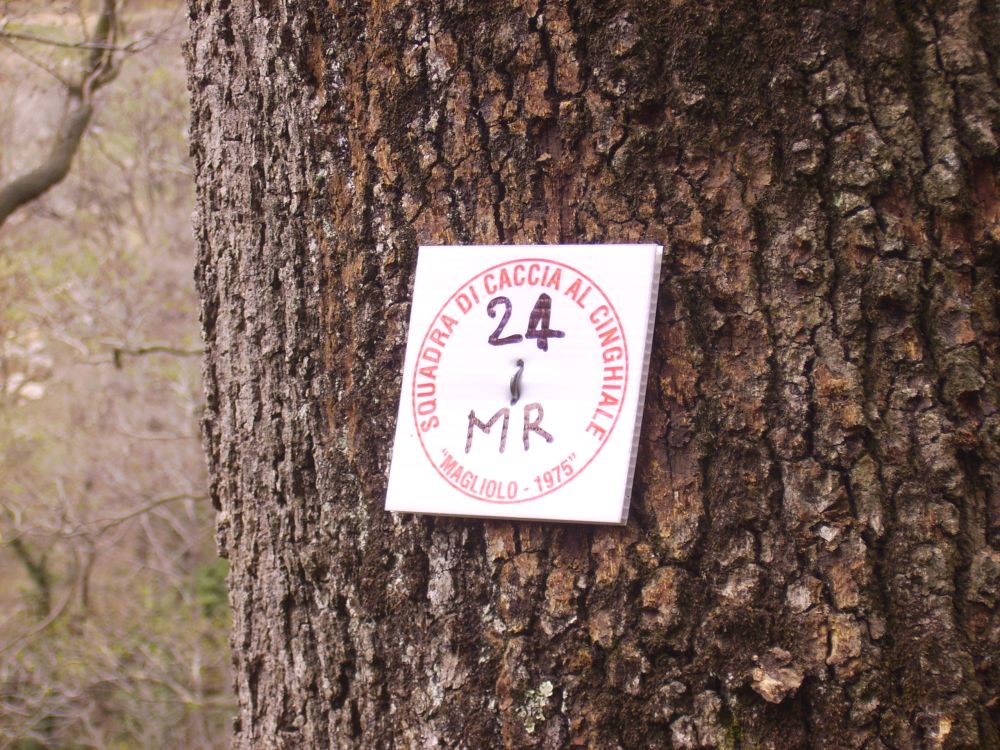 SQUADRA DI CACCIA AL CINGHIALE
24
MR
"MAGLIOLO - 1975"